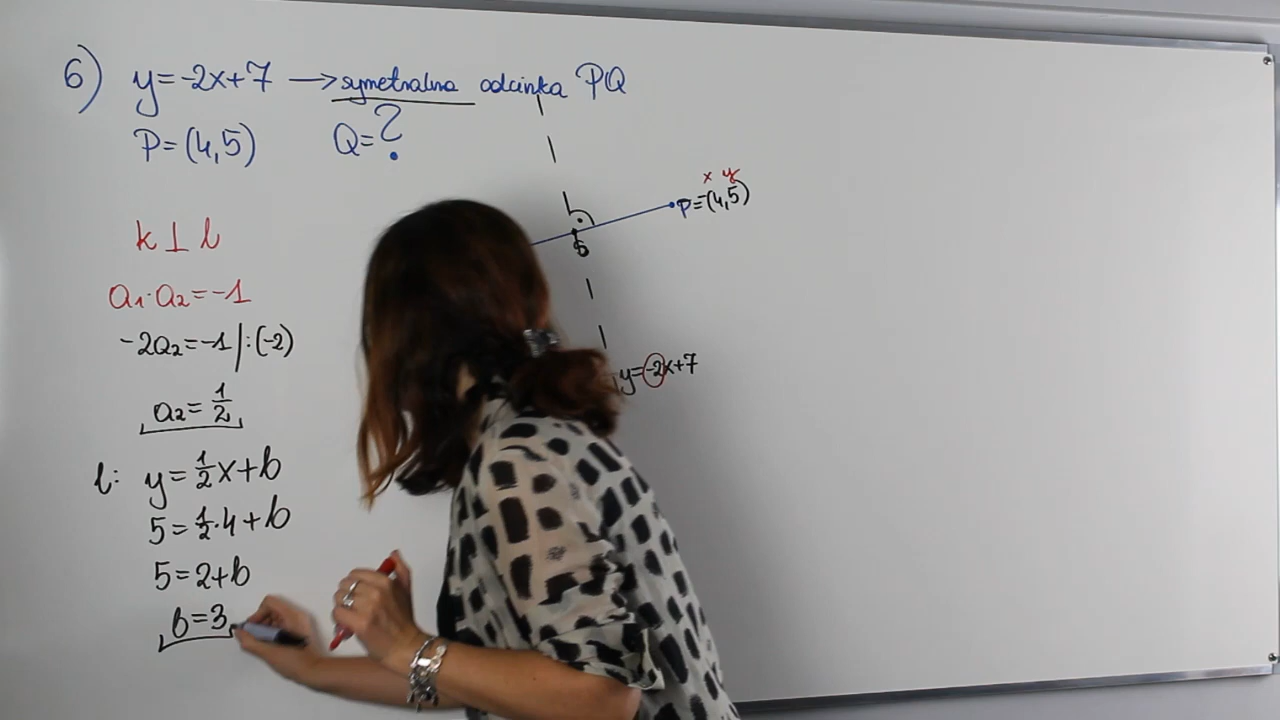 6) y=-2x+7 → symetralna odcinka PQ
P=(4,5) Q=?
k⊥l
a₁·a₂=-1
-2a₂=-1 |:(-2)
a₂=1/2
l: y=1/2x+b
5=1/2·4+b
5=2+b
b=3
x y
P=(4,5)
S
y=-2x+7